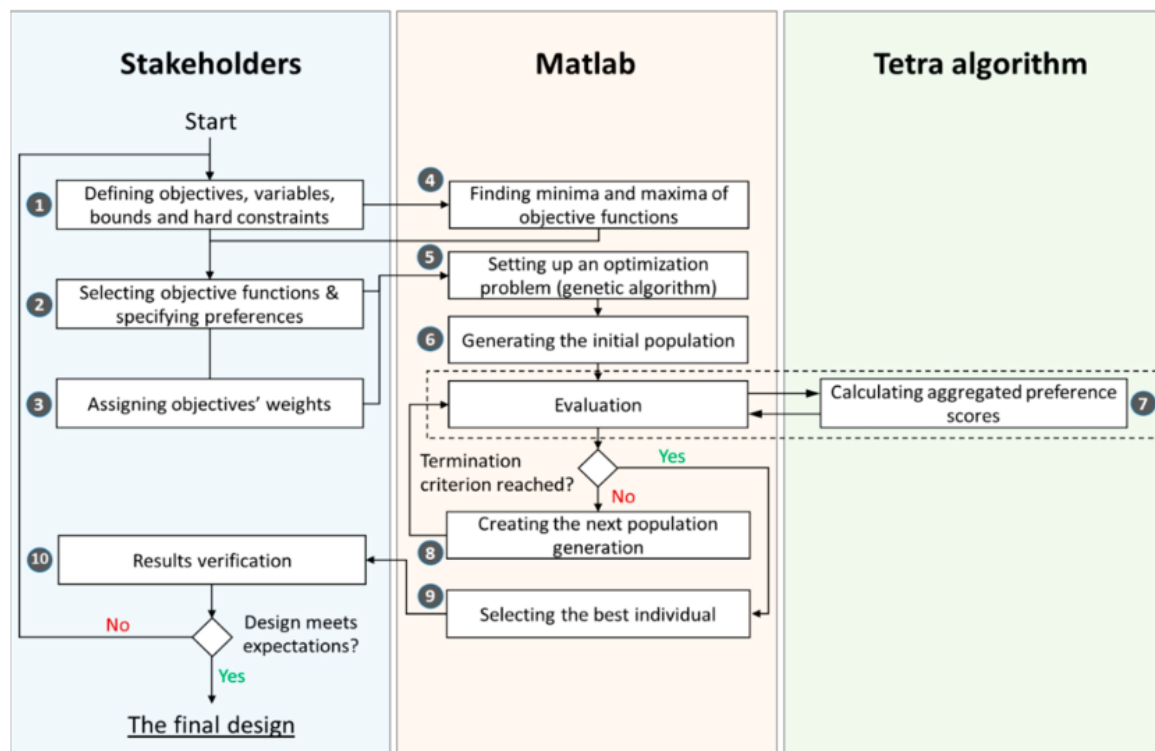 Stakeholders
Matlab
Tetra algorithm
Start
1
Defining objectives, variables,
bounds and hard constraints
4
Finding minima and maxima of
objective functions
2
Selecting objective functions &
specifying preferences
5
Setting up an optimization
problem (genetic algorithm)
6
Generating the initial population
3
Assigning objectives' weights
Evaluation
Calculating aggregated preference
scores
7
Termination
criterion reached?
Yes
No
8
Creating the next population
generation
10
Results verification
9
Selecting the best individual
No
Design meets
expectations?
Yes
The final design